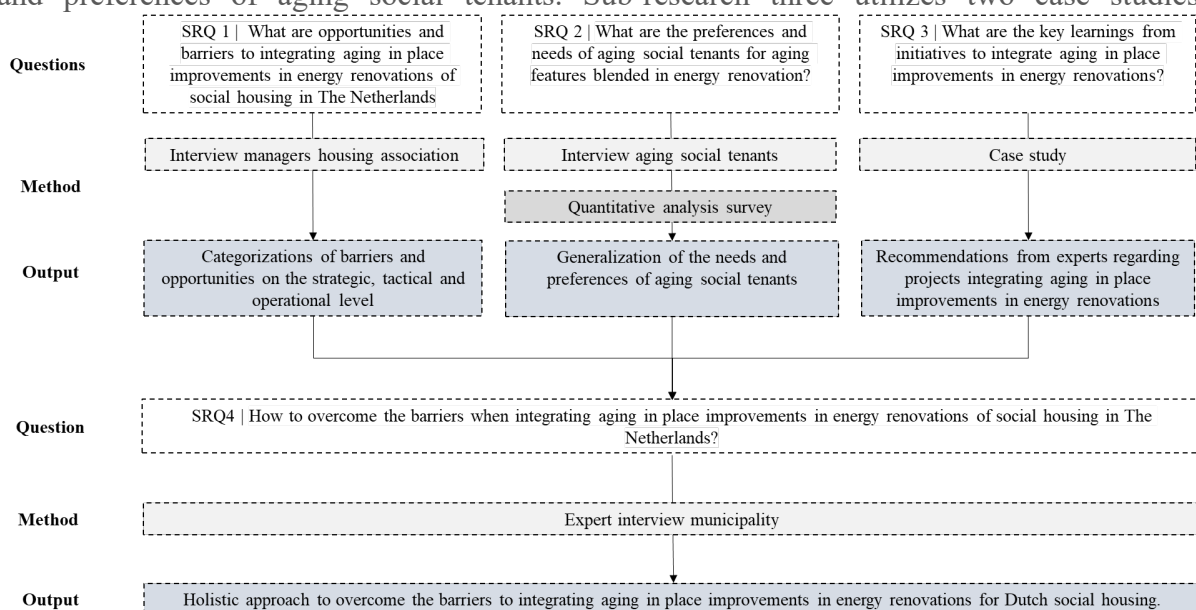 and preferences of aging social tenants. Sub-research three utilizes two case studies
Questions
SRQ 1 | What are opportunities and
barriers to integrating aging in place
improvements in energy renovations of
social housing in The Netherlands
SRQ 2 | What are the preferences and
needs of aging social tenants for aging
features blended in energy renovation?
SRQ 3 | What are the key learnings from
initiatives to integrate aging in place
improvements in energy renovations?
Method
Interview managers housing association
Interview aging social tenants
Quantitative analysis survey
Case study
Output
Categorizations of barriers and
opportunities on the strategic, tactical and
operational level
Generalization of the needs and
preferences of aging social tenants
Recommendations from experts regarding
projects integrating aging in place
improvements in energy renovations
Question
SRQ4 | How to overcome the barriers when integrating aging in place improvements in energy renovations of social housing in The
Netherlands?
Method
Expert interview municipality
Output
Holistic approach to overcome the barriers to integrating aging in place improvements in energy renovations for Dutch social housing.